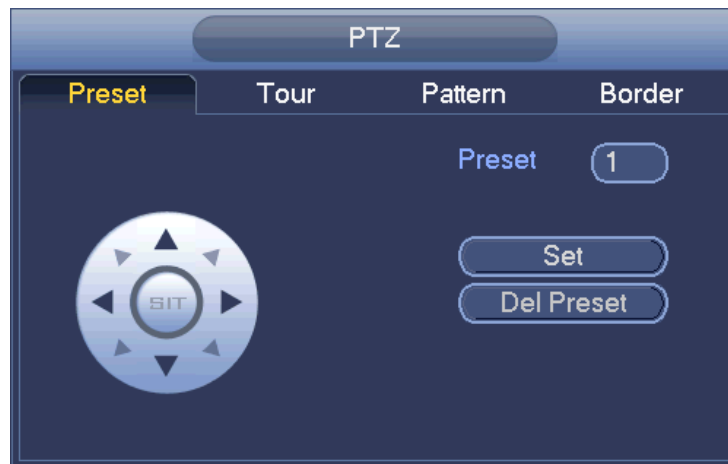 PTZ
Preset Tour Pattern Border
Preset 1
Set
SIT
Del Preset